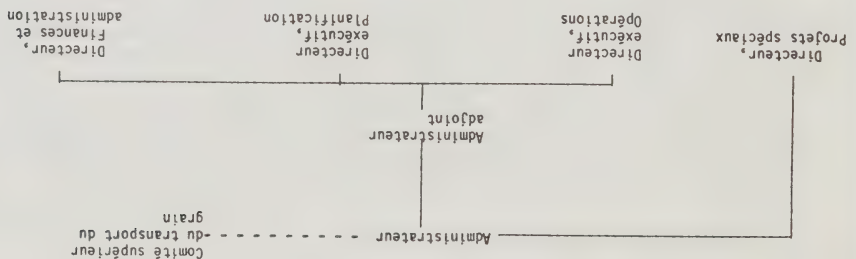 Administrateur
Comité supérieur
du transport du
grain
Administrateur
adjoint
Directeur,
Projets spéciaux
Directeur
exécutif,
Opérations
Directeur
exécutif,
Planification
Directeur,
Finances et
administration